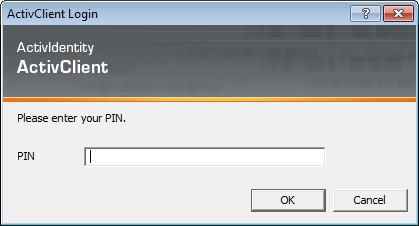 ActivClient Login
ActivIdentity
ActivClient
Please enter your PIN.
PIN
OK
Cancel